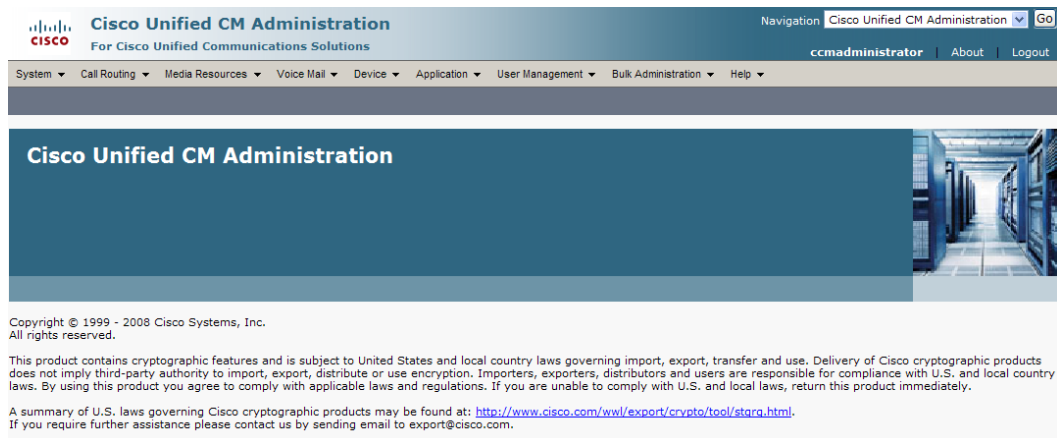 Cisco Unified CM Administration
For Cisco Unified Communications Solutions
CISCO
Navigation Cisco Unified CM Administration Go
ccmadministrator | About | Logout
System Call Routing Media Resources Voice Mail Device Application User Management Bulk Administration Help
Cisco Unified CM Administration
Copyright © 1999 - 2008 Cisco Systems, Inc.
All rights reserved.
This product contains cryptographic features and is subject to United States and local country laws governing import, export, transfer and use. Delivery of Cisco cryptographic products
does not imply third-party authority to import, export, distribute or use encryption. Importers, exporters, distributors and users are responsible for compliance with U.S. and local country
laws. By using this product you agree to comply with applicable laws and regulations. If you are unable to comply with U.S. and local laws, return this product immediately.
A summary of U.S. laws governing Cisco cryptographic products may be found at: http://www.cisco.com/wwl/export/crypto/tool/stqrg.html.
If you require further assistance please contact us by sending email to export@cisco.com.